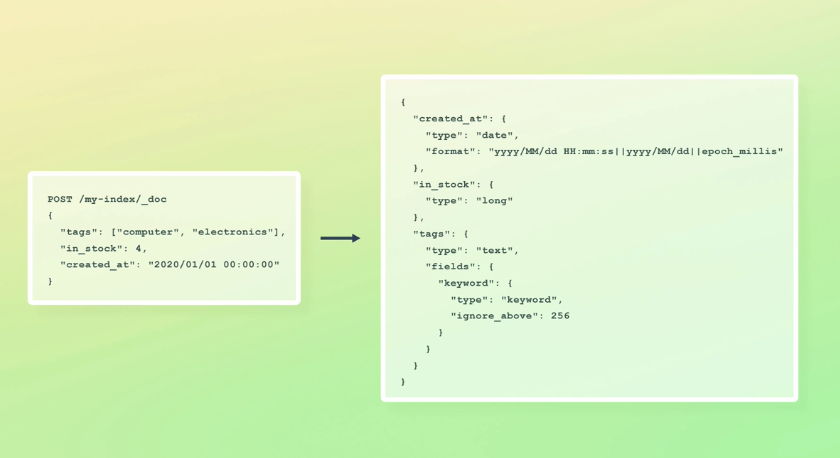 POST /my-index/_doc
{
  "tags": ["computer", "electronics"],
  "in_stock": 4,
  "created_at": "2020/01/01 00:00:00"
}
{
  "created_at": {
    "type": "date",
    "format": "yyyy/MM/dd HH:mm:ss||yyyy/MM/dd||epoch_millis"
  },
  "in_stock": {
    "type": "long"
  },
  "tags": {
    "type": "text",
    "fields": {
      "keyword": {
        "type": "keyword",
        "ignore_above": 256
      }
    }
  }
}